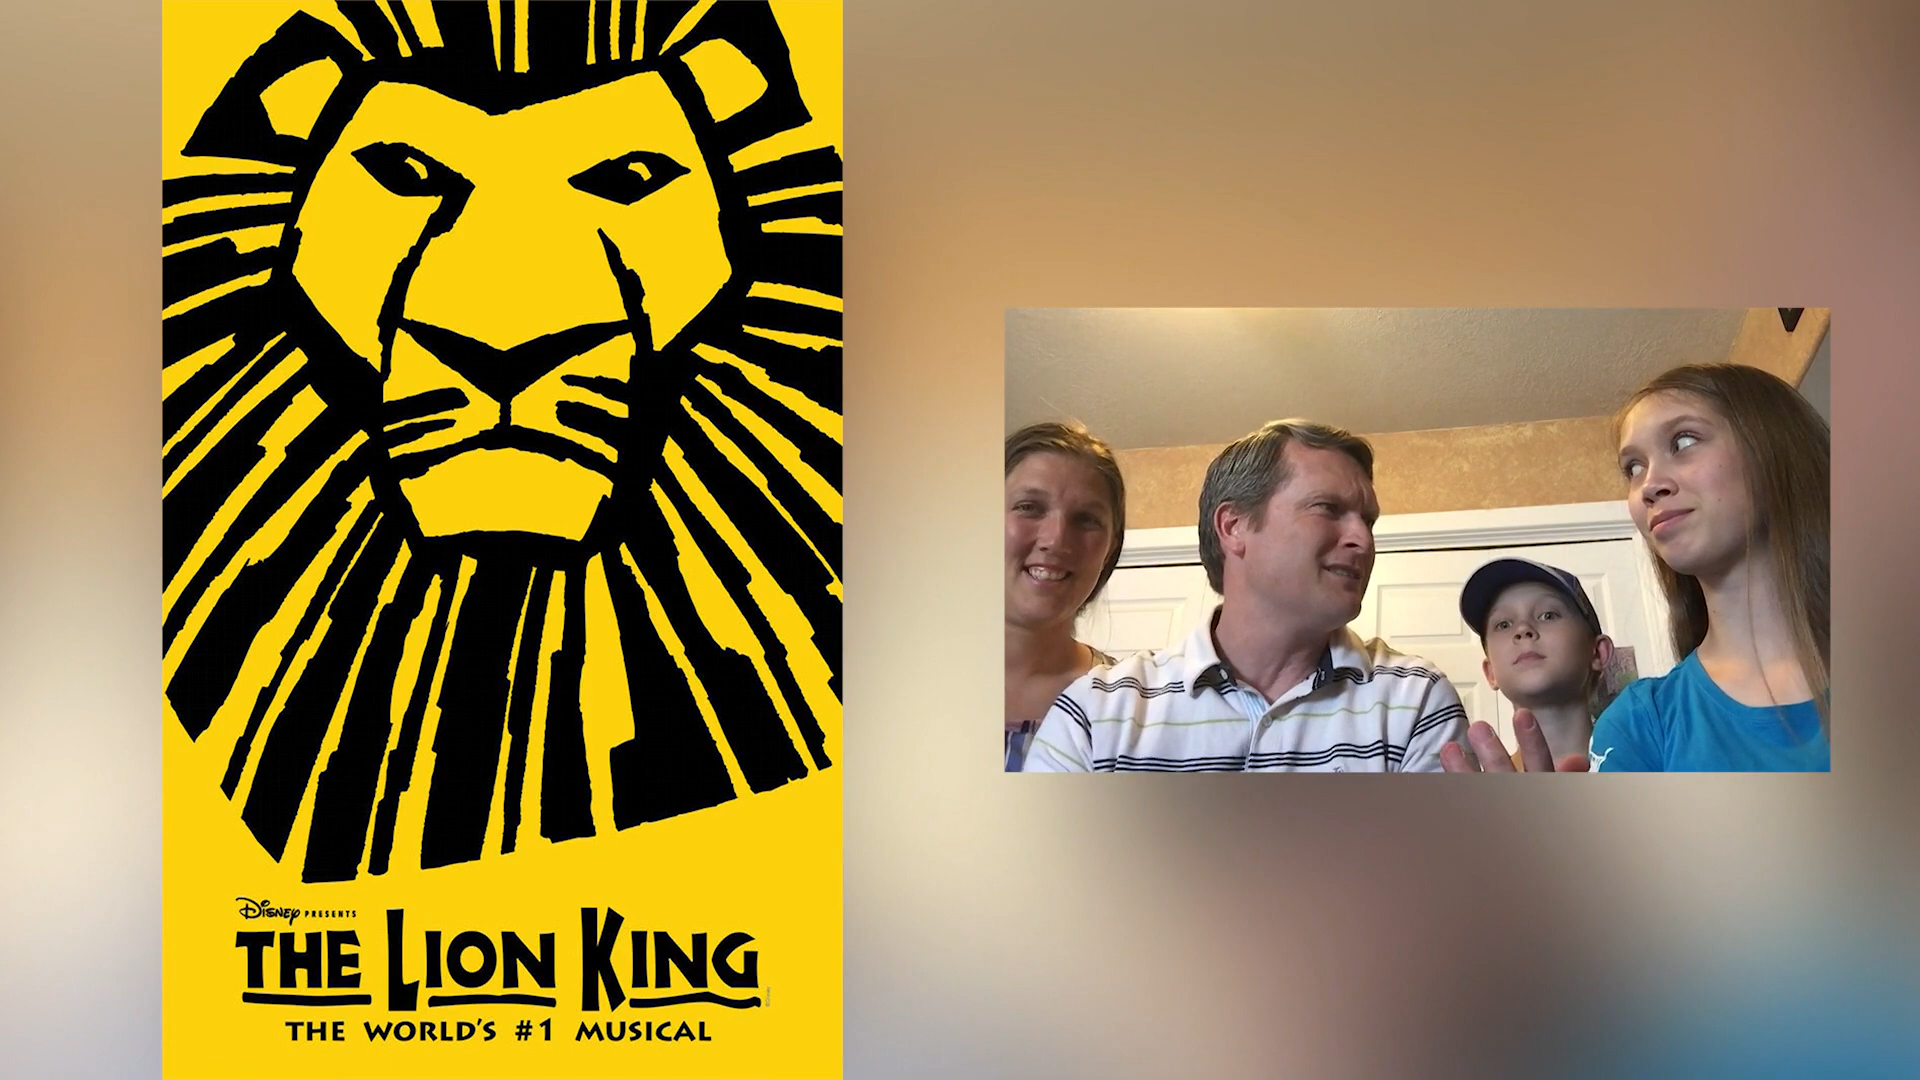 Disney PRESENTS
THE LION KING
THE WORLD'S #1 MUSICAL